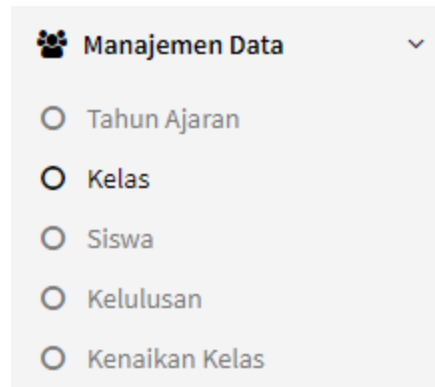 Manajemen Data
Tahun Ajaran
Kelas
Siswa
Kelulusan
Kenaikan Kelas